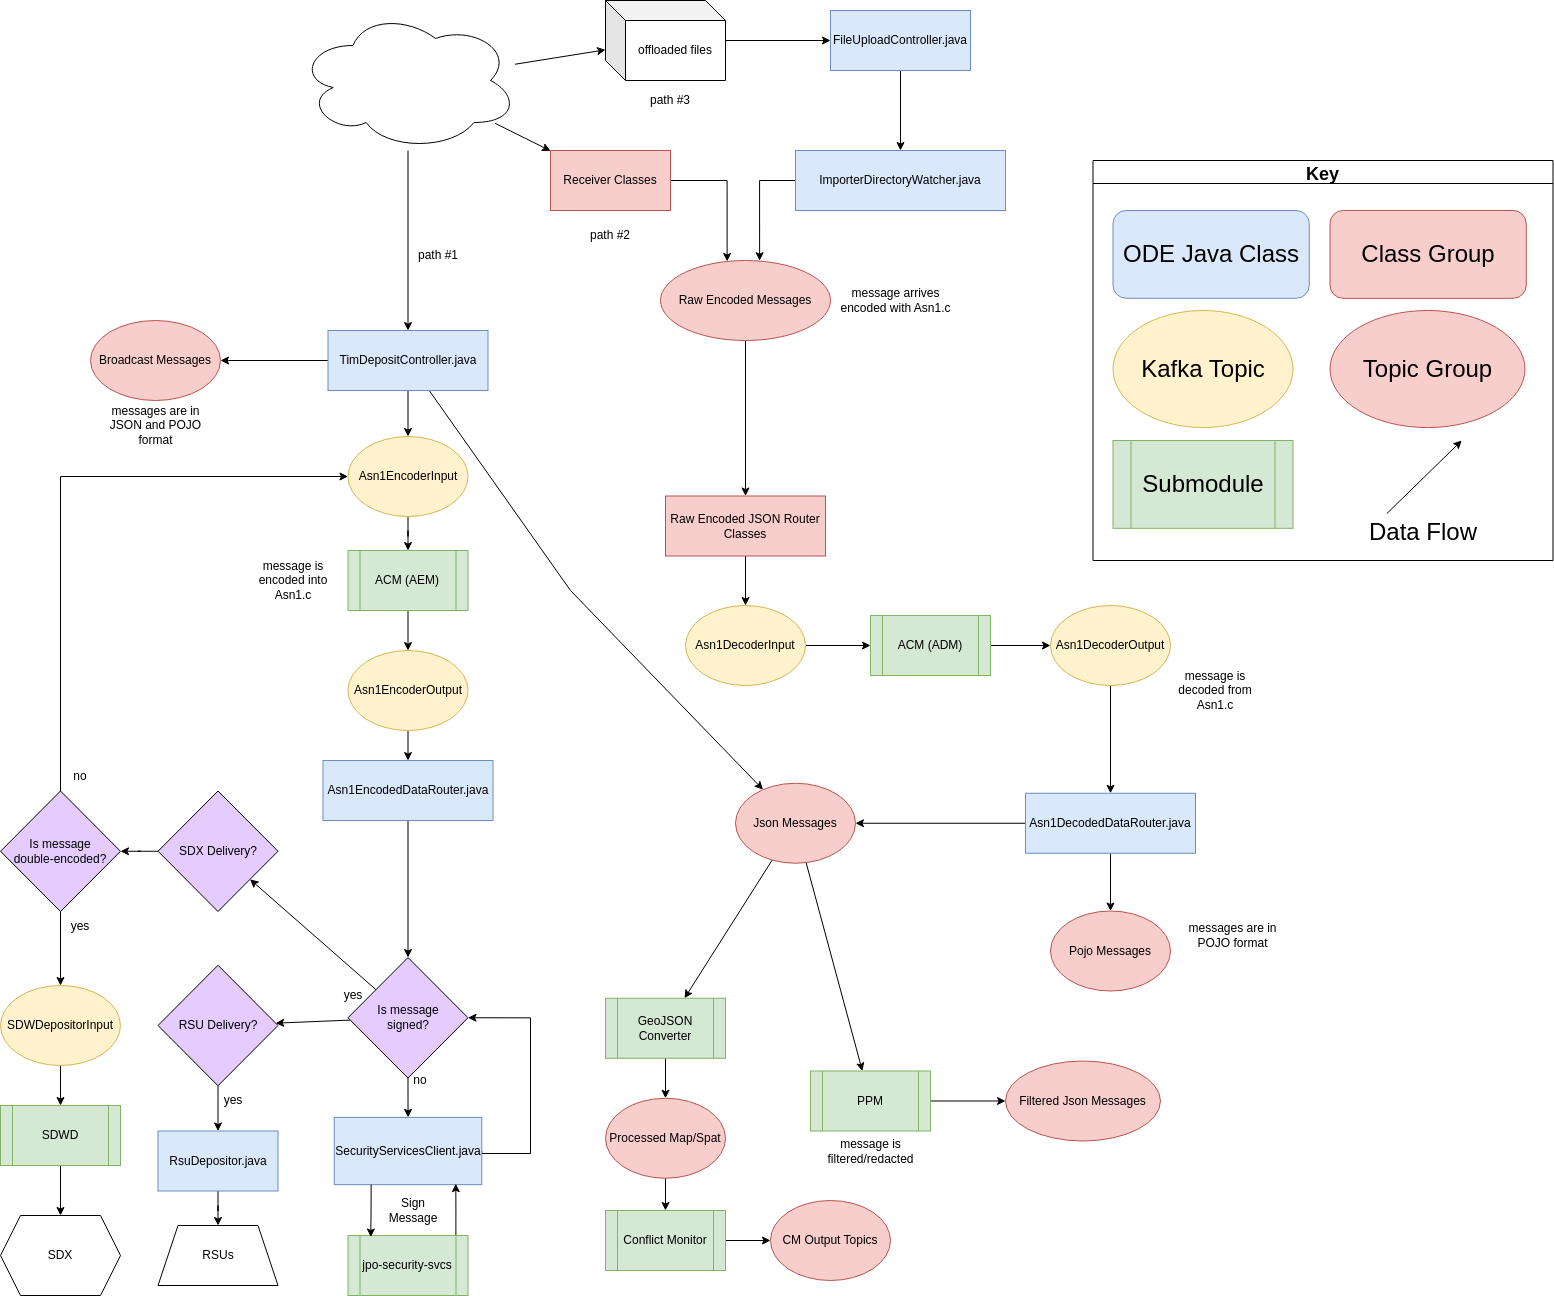 offloaded files
FileUploadController.java
path #3
Receiver Classes
ImporterDirectoryWatcher.java
path #2
path #1
Raw Encoded Messages
message arrives
encoded with Asn1.c
Key
ODE Java Class
Class Group
Kafka Topic
Topic Group
Submodule
Data Flow
Broadcast Messages
TimDepositController.java
messages are in
JSON and POJO
format
Asn1EncoderInput
Raw Encoded JSON Router
Classes
message is
encoded into
Asn1.c
ACM (AEM)
Asn1DecoderInput
ACM (ADM)
Asn1DecoderOutput
message is
decoded from
Asn1.c
Asn1EncoderOutput
no
Asn1EncodedDataRouter.java
Json Messages
Asn1DecodedDataRouter.java
Is message
double-encoded?
SDX Delivery?
yes
Pojo Messages
messages are in
POJO format
yes
SDWDepositorInput
RSU Delivery?
Is message
signed?
GeoJSON
Converter
no
yes
PPM
Filtered Json Messages
message is
filtered/redacted
SDWD
RsuDepositor.java
SecurityServicesClient.java
Processed Map/Spat
Sign
Message
SDX
RSUs
jpo-security-svcs
Conflict Monitor
CM Output Topics